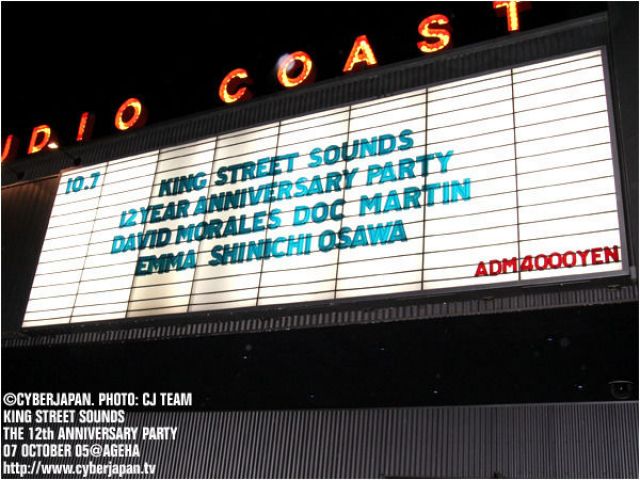 UDIO COAST
10.7
KING STREET SOUNDS
12YEAR ANNIVERSARY PARTY
DAVID MORALES DOC MARTIN
EMMA SHINICHI OSAWA
ADM4000YEN
©CYBERJAPAN. PHOTO: CJ TEAM
KING STREET SOUNDS
THE 12th ANNIVERSARY PARTY
07 OCTOBER 05@AGEHA
http://www.cyberjapan.tv